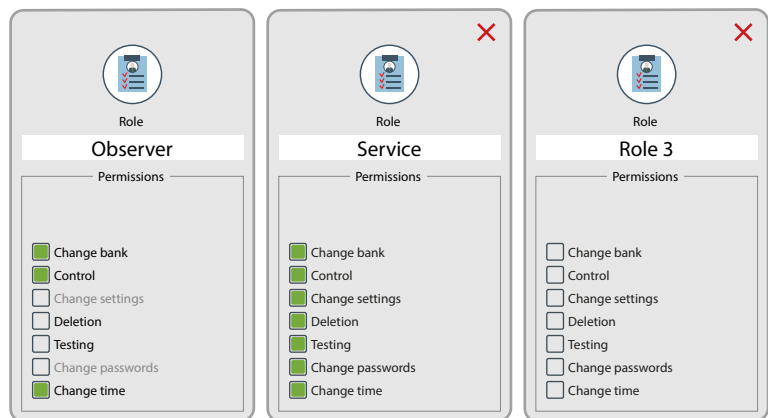 Role
Observer
Permissions
Change bank
Control
Change settings
Deletion
Testing
Change passwords
Change time
Role
Service
Permissions
Change bank
Control
Change settings
Deletion
Testing
Change passwords
Change time
Role
Role 3
Permissions
Change bank
Control
Change settings
Deletion
Testing
Change passwords
Change time